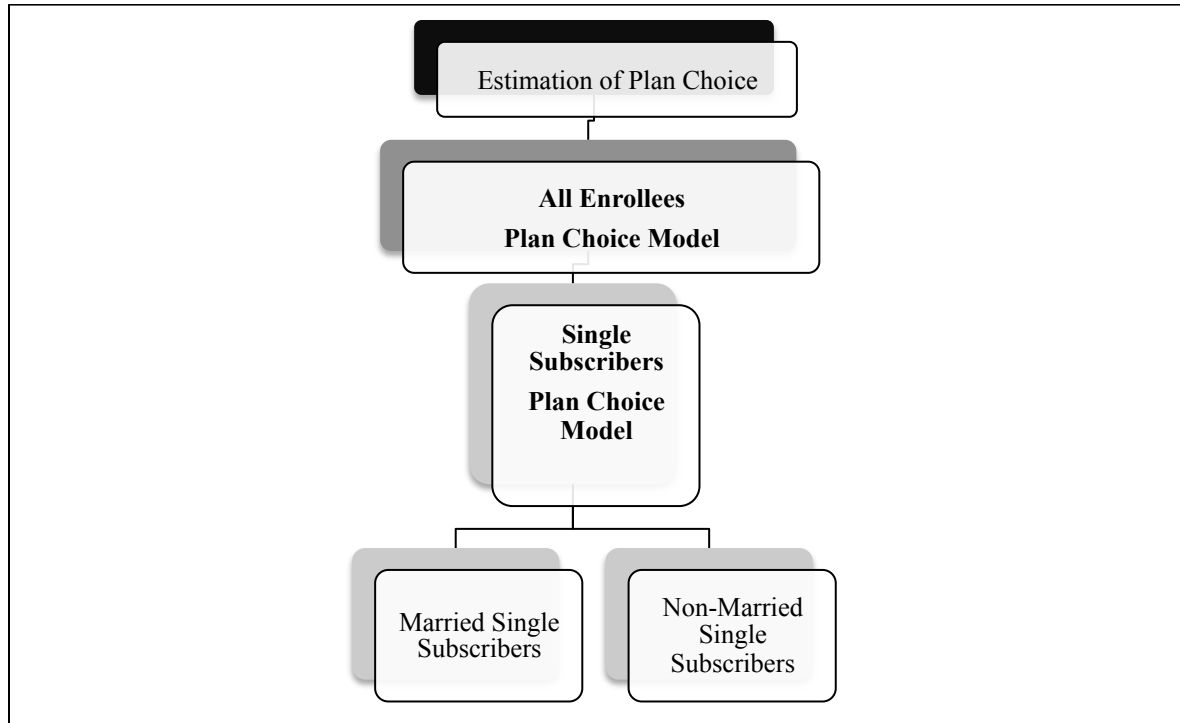 Estimation of Plan Choice
All Enrollees
Plan Choice Model
Single
Subscribers
Plan Choice
Model
Married Single
Subscribers
Non-Married
Single
Subscribers